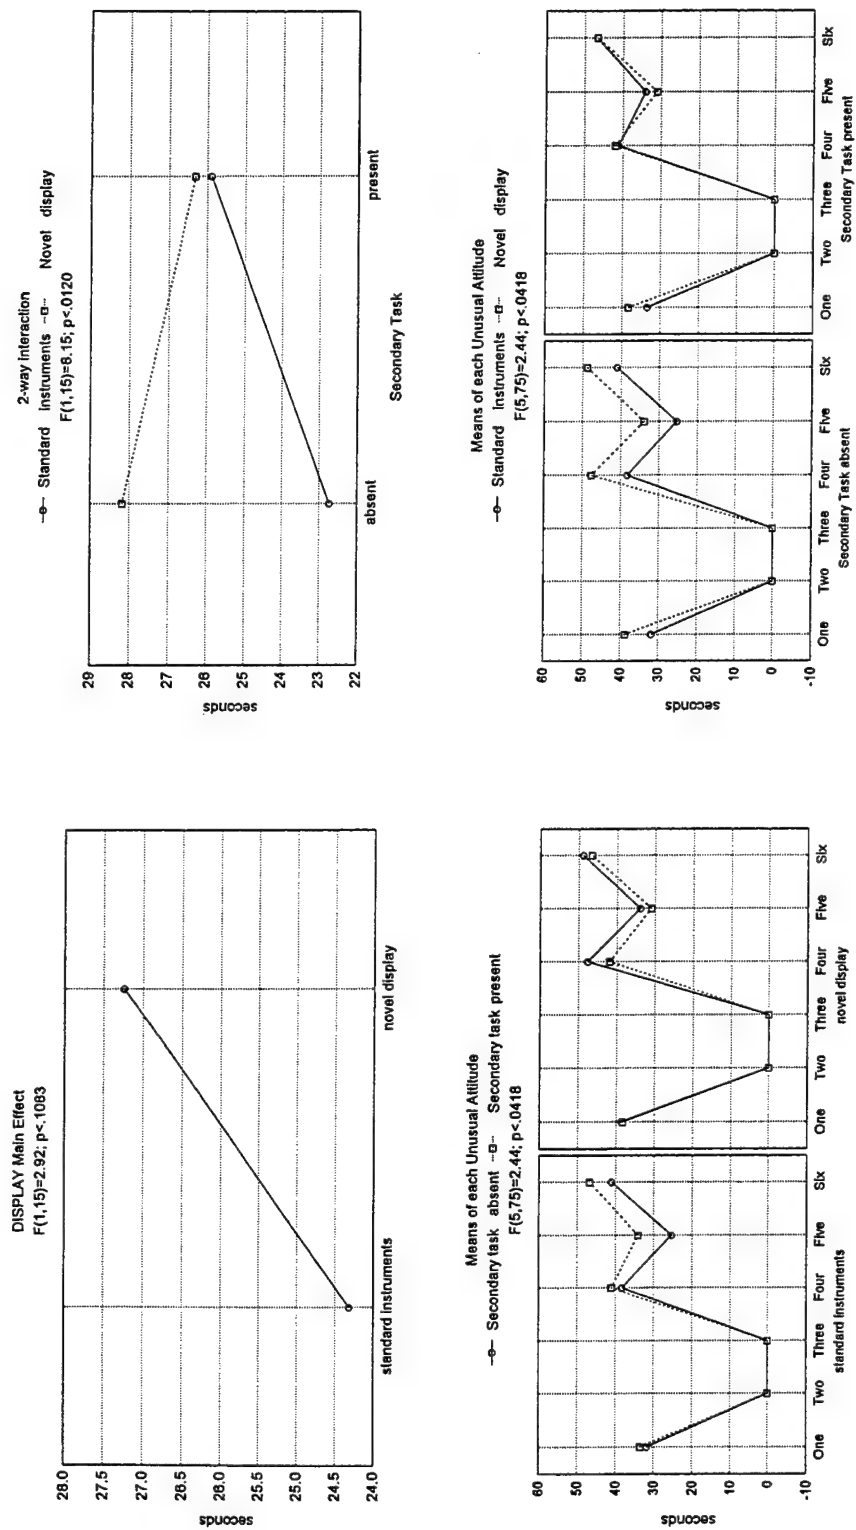 DISPLAY Main Effect
F(1,15)=2.92; p<.1083
28.0
27.5
27.0
26.5
26.0
25.5
25.0
24.5
24.0
seconds
standard instruments novel display
2-way interaction
Standard Instruments Novel display
F(1,15)=8.15; p<.0120
29
28
27
26
25
24
23
22
seconds
absent present
Secondary Task
Means of each Unusual Attitude
Secondary task absent Secondary task present
F(5,75)=2.44; p<.0418
60
50
40
30
20
10
0
-10
seconds
One Two Three Four Five Six One Two Three Four Five Six
standard instruments novel display
Means of each Unusual Attitude
Standard Instruments Novel display
F(5,75)=2.44; p<.0418
60
50
40
30
20
10
0
-10
seconds
One Two Three Four Five Six One Two Three Four Five Six
Secondary Task absent Secondary Task present